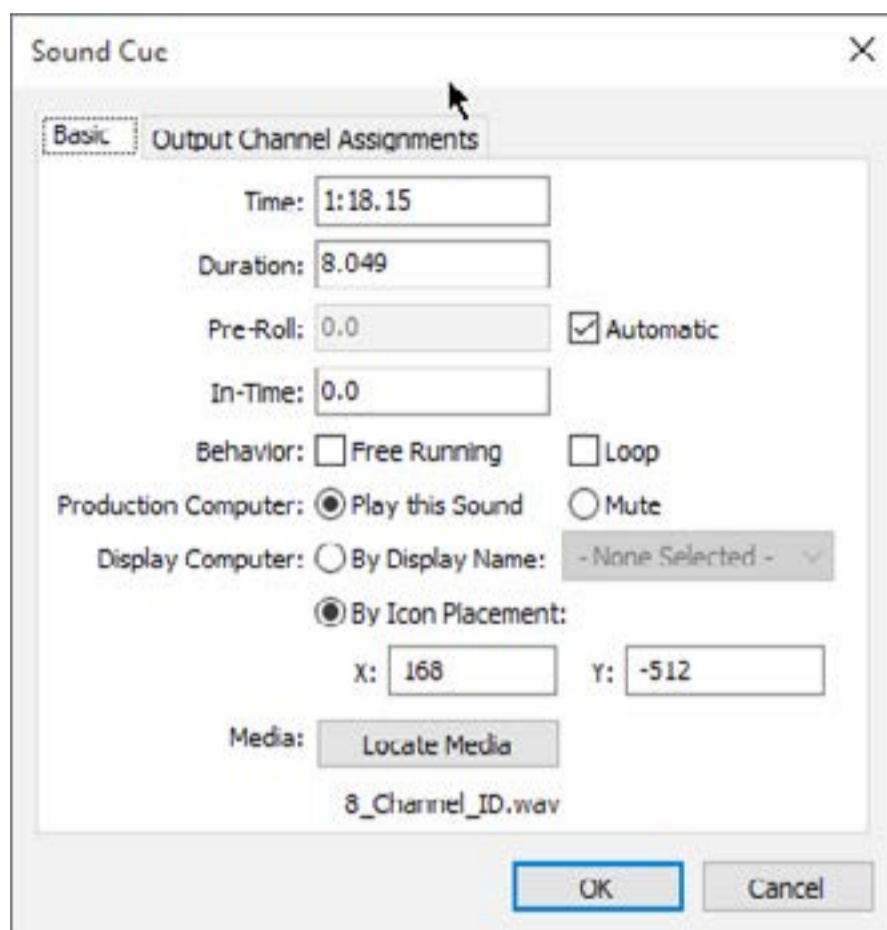 Sound Cue
Basic Output Channel Assignments
Time: 1:18.15
Duration: 8.049
Pre-Roll: 0.0 Automatic
In-Time: 0.0
Behavior: Free Running Loop
Production Computer: Play this Sound Mute
Display Computer: By Display Name: - None Selected -
By Icon Placement:
X: 168 Y: -512
Media: Locate Media
8_Channel_ID.wav
OK Cancel